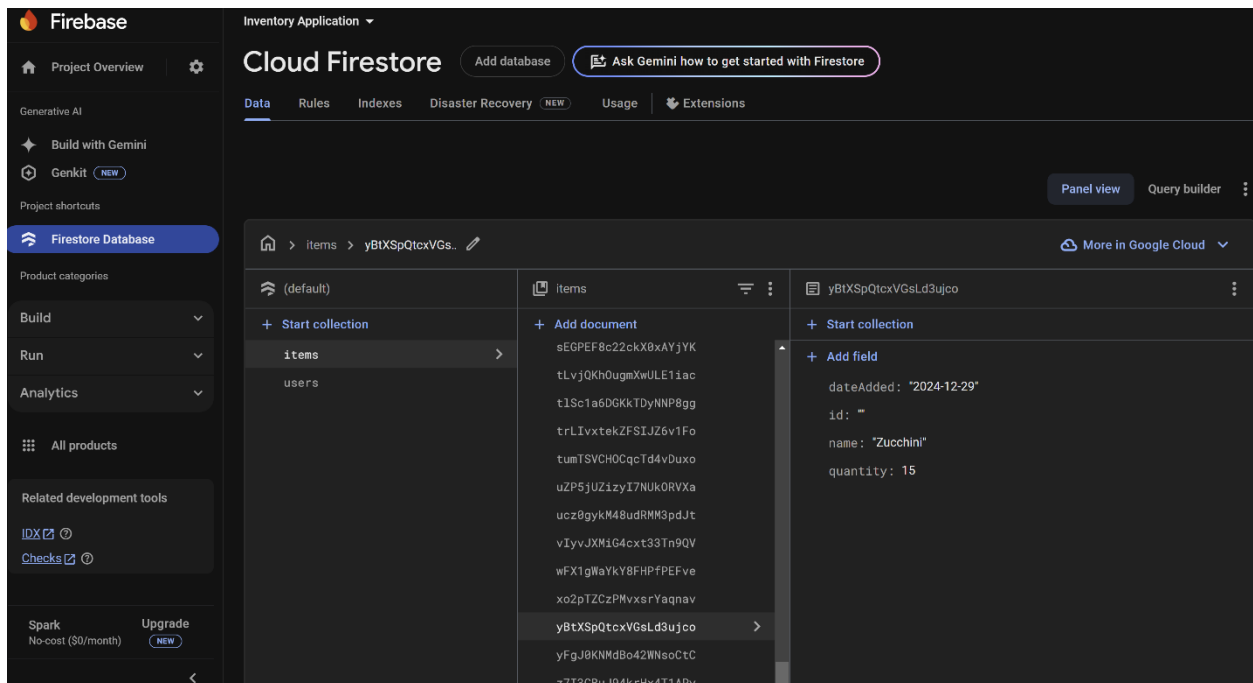 Firebase
Project Overview
Generative AI
Build with Gemini
Genkit NEW
Project shortcuts
Firestore Database
Product categories
Build
Run
Analytics
All products
Related development tools
IDX
Checks
Spark
No-cost ($0/month)
Upgrade
NEW
Inventory Application
Cloud Firestore
Add database
Ask Gemini how to get started with Firestore
Data Rules Indexes Disaster Recovery NEW Usage Extensions
Panel view Query builder
items > yBtXSpQtcxVGs..
More in Google Cloud
(default)
+ Start collection
items
users
items
+ Add document
sEGPEF8c22ckX0xAYjYK
tLvjQKhOugmXwULE1iac
tlSc1a6DGKkTDyNNP8gg
trLIvxtekZFSIJZ6v1Fo
tumTSVCHOCqcTd4vDuxo
uZP5jUZizyI7NUkORVXa
ucz0gykM48udRMM3pdJt
vIyvJXMiG4cxt33Tn9QV
wFX1gWaYkY8FHPfPEFve
xo2pTZCzPMvxsrYaqnav
yBtXSpQtcxVGsLd3ujco
yFgJ0KNMdBo42WNsoCtC
yBtXSpQtcxVGsLd3ujco
+ Start collection
+ Add field
dateAdded: "2024-12-29"
id: ""
name: "Zucchini"
quantity: 15